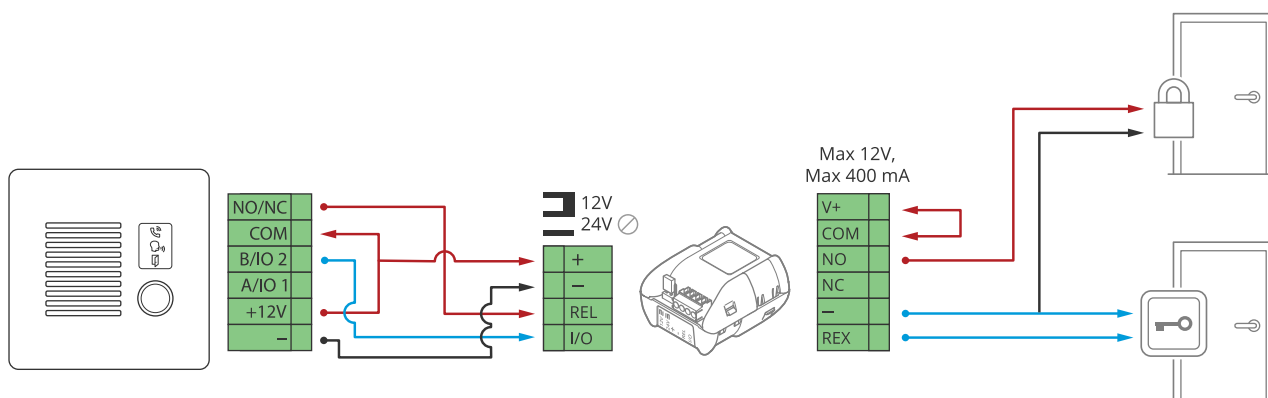 NO/NC
COM
B/IO 2
A/IO 1
+12V
–
12V
24V
+
–
REL
I/O
Max 12V,
Max 400 mA
V+
COM
NO
NC
–
REX